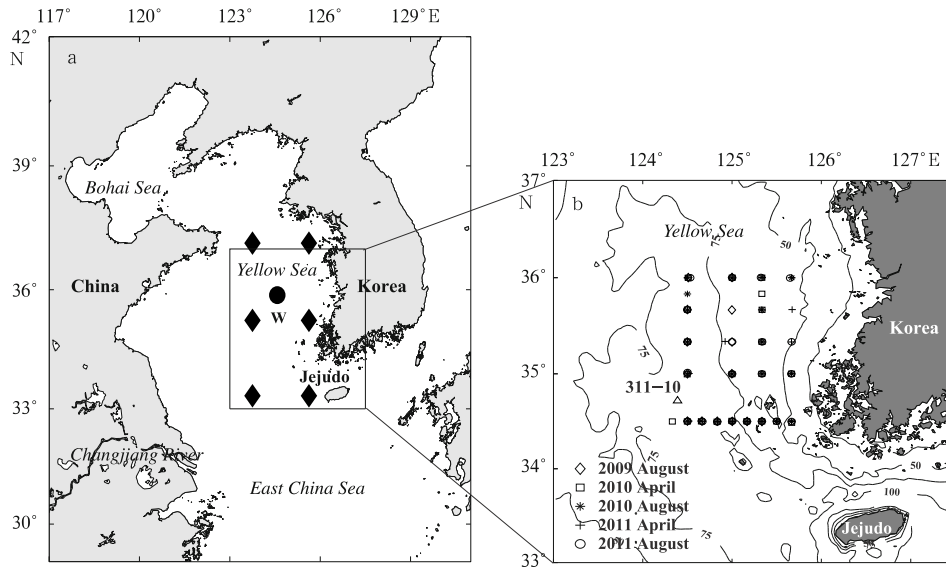 117 120° 123° 126° 129°E
42°
N
a
39°
Bohai Sea
Yellow Sea
China
36°
Korea
W
Jejudo
33°
Changjiang River
East China Sea
30°
123 124° 125° 126° 127°E
37°
N
b
Yellow Sea
50
75
36°
Korea
35°
75
311–10
34°
75
50
100
75
33°
2009 August
2010 April
2010 August
2011 April
2011 August
Jejudo